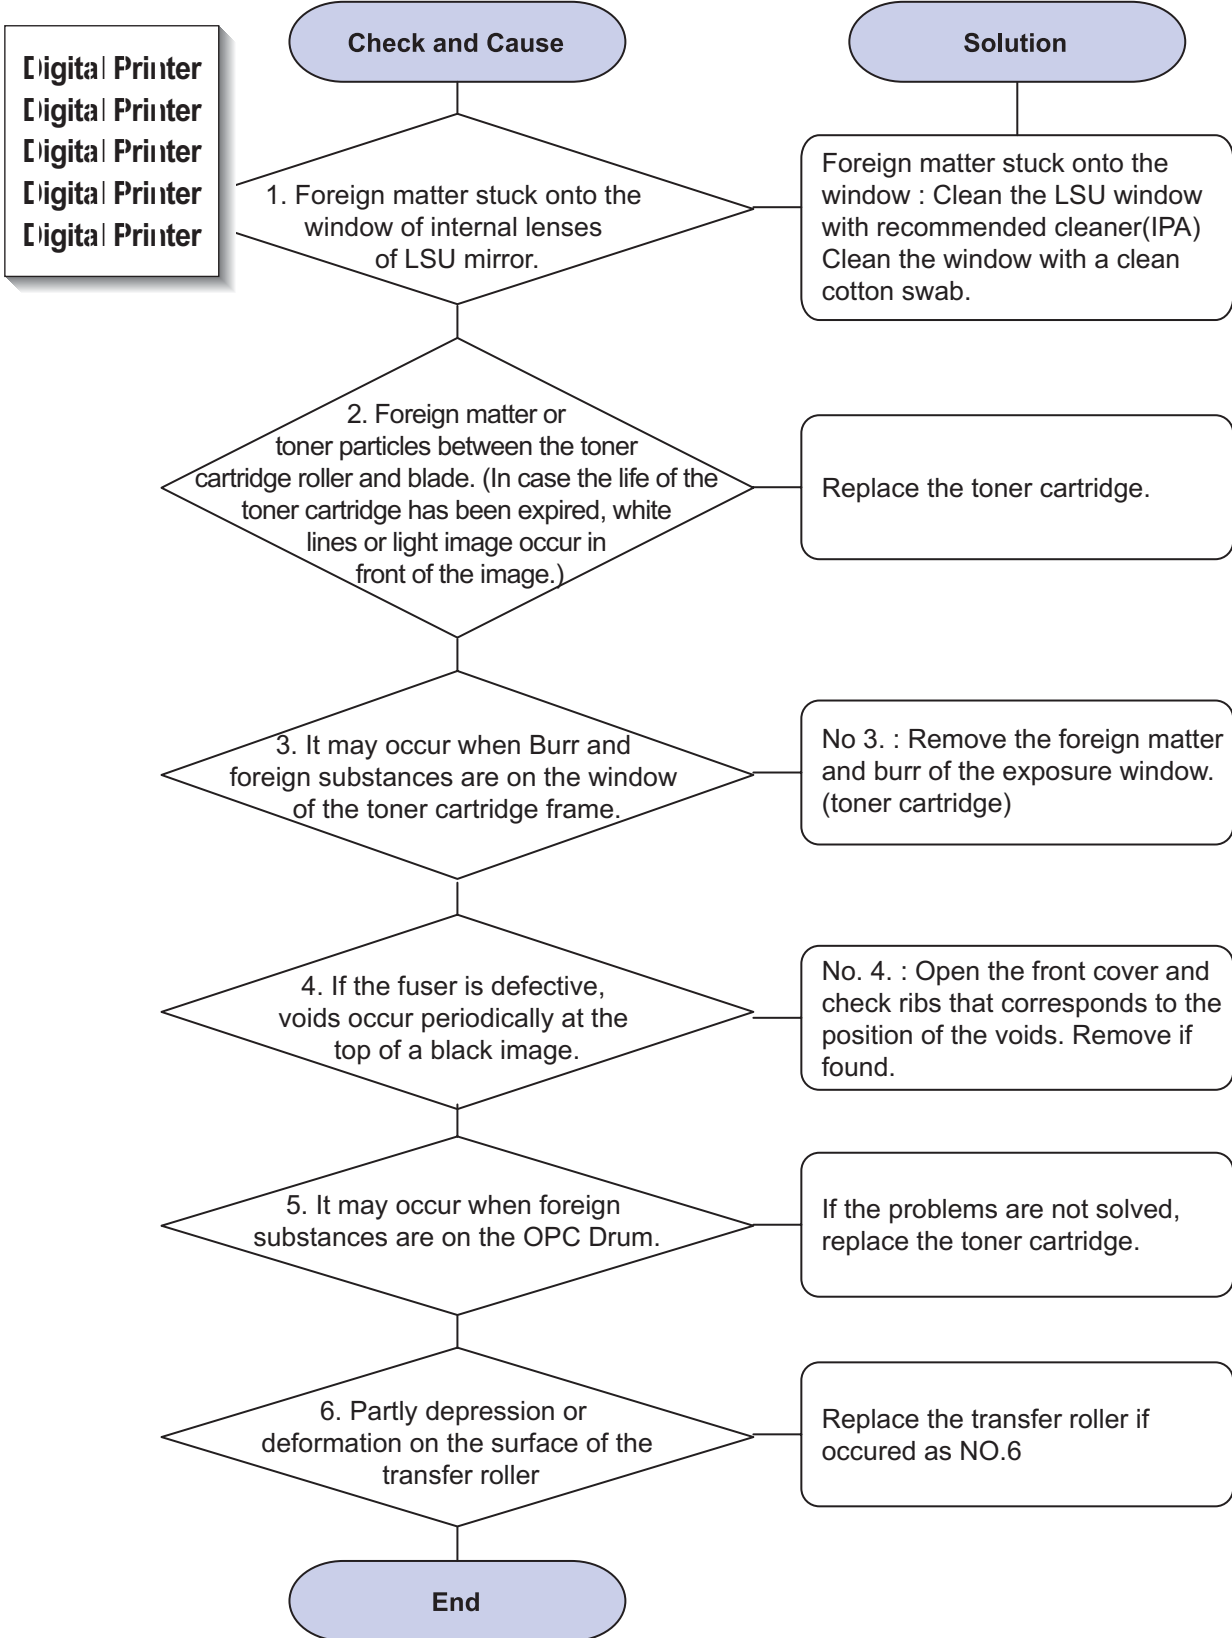 Digital Printer
Digital Printer
Digital Printer
Digital Printer
Digital Printer
Check and Cause
Solution
1. Foreign matter stuck onto the
window of internal lenses
of LSU mirror.
Foreign matter stuck onto the
window : Clean the LSU window
with recommended cleaner(IPA)
Clean the window with a clean
cotton swab.
2. Foreign matter or
toner particles between the toner
cartridge roller and blade. (In case the life of the
toner cartridge has been expired, white
lines or light image occur in
front of the image.)
Replace the toner cartridge.
3. It may occur when Burr and
foreign substances are on the window
of the toner cartridge frame.
No 3. : Remove the foreign matter
and burr of the exposure window.
(toner cartridge)
4. If the fuser is defective,
voids occur periodically at the
top of a black image.
No. 4. : Open the front cover and
check ribs that corresponds to the
position of the voids. Remove if
found.
5. It may occur when foreign
substances are on the OPC Drum.
If the problems are not solved,
replace the toner cartridge.
6. Partly depression or
deformation on the surface of the
transfer roller
Replace the transfer roller if
occured as NO.6
End